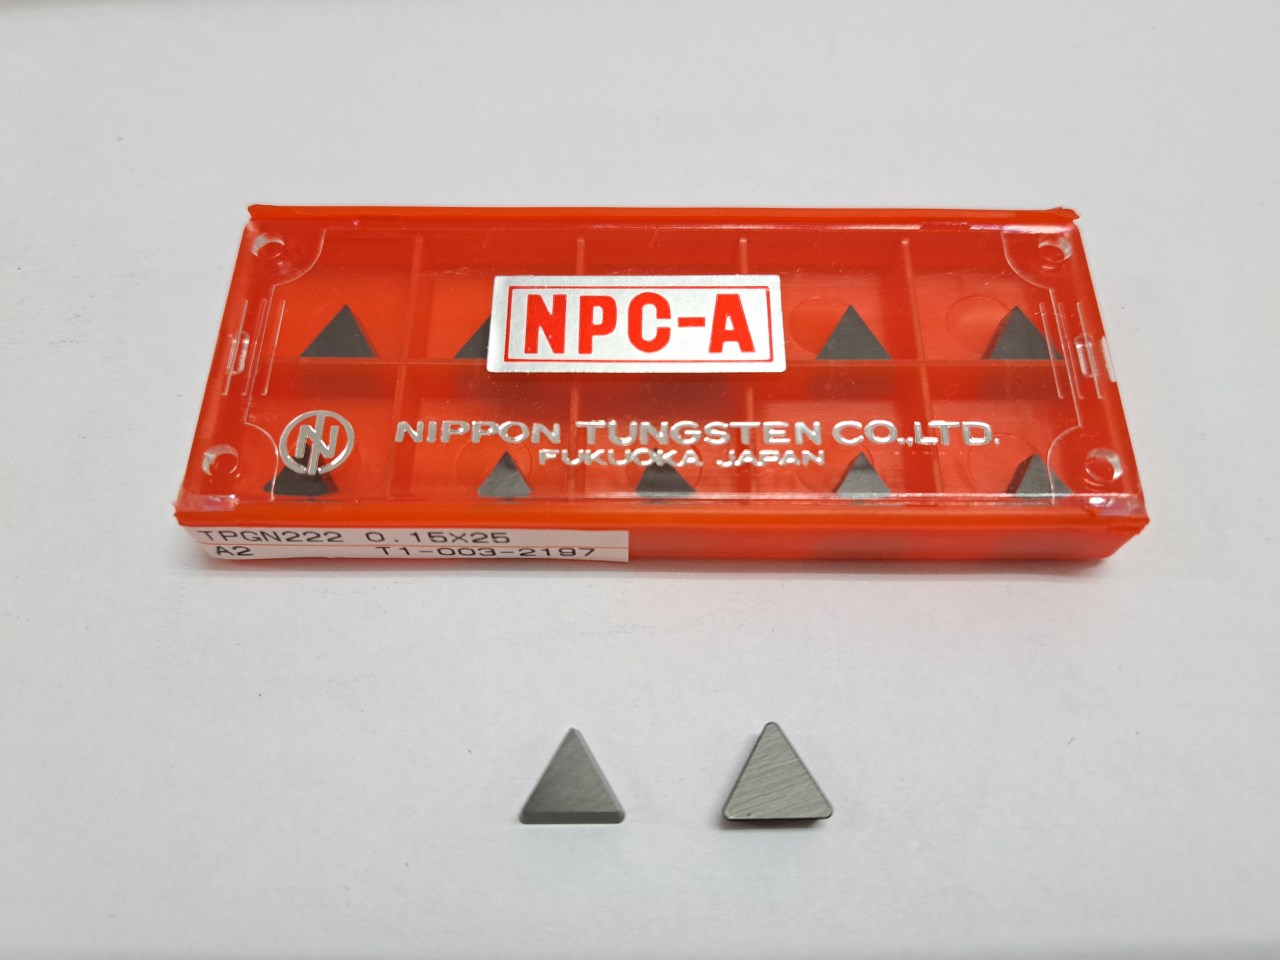 NPC-A
N
NIPPON TUNGSTEN CO.,LTD.
FUKUOKA JAPAN
TPGN222 0.15X25
A2 T1-003-2197